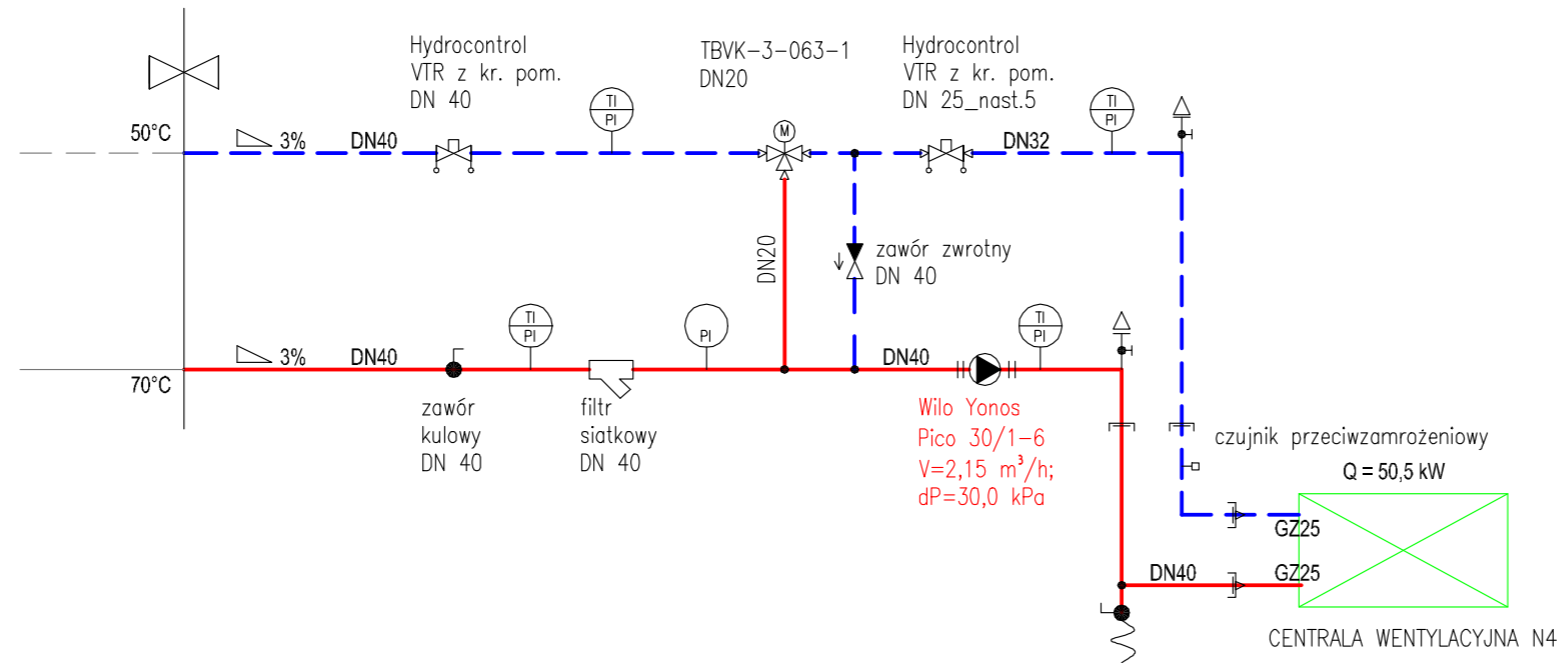 Hydrocontrol
VTR z kr. pom.
DN 40
TBVK-3-063-1
DN20
Hydrocontrol
VTR z kr. pom.
DN 25_nast.5
TI
PI
M
TI
PI
50°C
3%
DN40
DN32
DN20
zawór zwrotny
DN 40
TI
PI
PI
TI
PI
3%
DN40
DN40
70°C
zawór
kulowy
DN 40
filtr
siatkowy
DN 40
Wilo Yonos
Pico 30/1-6
V=2,15 m³/h;
dP=30,0 kPa
czujnik przeciwzamrożeniowy
Q = 50,5 kW
GZ25
DN40
GZ25
CENTRALA WENTYLACYJNA N4